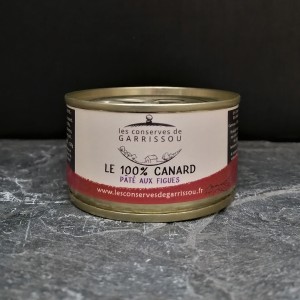 les conserves de
GARRISSOU
LE 100% CANARD
PATÉ AUX FIGUES
www.lesconservesdegarrissou.fr